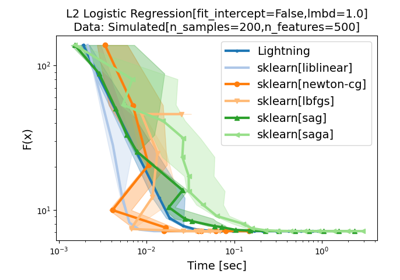 L2 Logistic Regression[fit_intercept=False,lmbd=1.0]
Data: Simulated[n_samples=200,n_features=500]
Lightning
sklearn[liblinear]
sklearn[newton-cg]
sklearn[lbfgs]
sklearn[sag]
sklearn[saga]
F(x)
10²
10¹
10⁻³
10⁻²
10⁻¹
10⁰
Time [sec]